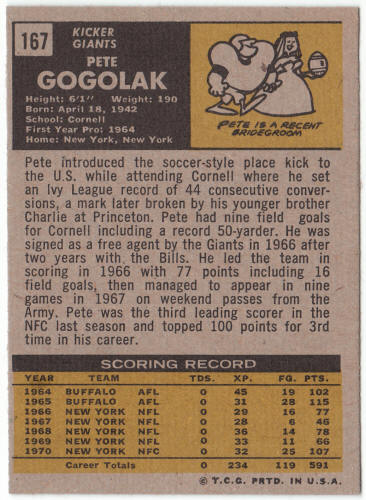 167
KICKER
GIANTS
PETE
GOGOLAK
Height: 6'1" Weight: 190
Born: April 18, 1942
School: Cornell
First Year Pro: 1964
Home: New York, New York
PETE IS A RECENT
BRIDEGROOM
Pete introduced the soccer-style place kick to
the U.S. while attending Cornell where he set
an Ivy League record of 44 consecutive conver-
sions, a mark later broken by his younger brother
Charlie at Princeton. Pete had nine field goals
for Cornell including a record 50-yarder. He was
signed as a free agent by the Giants in 1966 after
two years with the Bills. He led the team in
scoring in 1966 with 77 points including 16
field goals, then managed to appear in nine
games in 1967 on weekend passes from the
Army. Pete was the third leading scorer in the
NFC last season and topped 100 points for 3rd
time in his career.
SCORING RECORD
YEAR TEAM TDS. XP. FG. PTS.
1964 BUFFALO AFL 0 45 19 102
1965 BUFFALO AFL 0 31 28 115
1966 NEW YORK NFL 0 29 16 77
1967 NEW YORK NFL 0 28 6 46
1968 NEW YORK NFL 0 36 14 78
1969 NEW YORK NFL 0 33 11 66
1970 NEW YORK NFC 0 32 25 107
Career Totals 0 234 119 591
© T.C.G. PRTD. IN U.S.A.